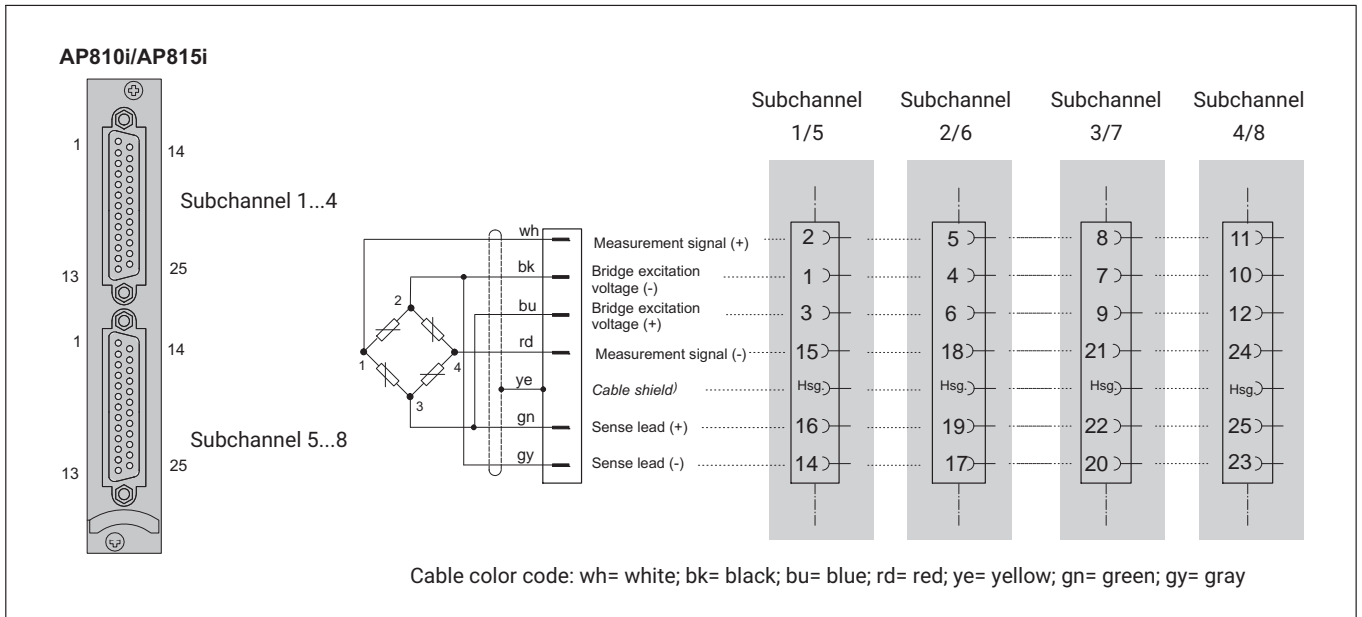 AP810i/AP815i
1
14
13
25
Subchannel 1...4
1
14
13
25
Subchannel 5...8
Subchannel Subchannel Subchannel Subchannel
1/5 2/6 3/7 4/8
wh Measurement signal (+) 2 5 8 11
bk Bridge excitation
voltage (-) 1 4 7 10
bu Bridge excitation
voltage (+) 3 6 9 12
rd Measurement signal (-) 15 18 21 24
ye Cable shield) Hsg. Hsg. Hsg. Hsg.
gn Sense lead (+) 16 19 22 25
gy Sense lead (-) 14 17 20 23
2
1
4
3
Cable color code: wh= white; bk= black; bu= blue; rd= red; ye= yellow; gn= green; gy= gray